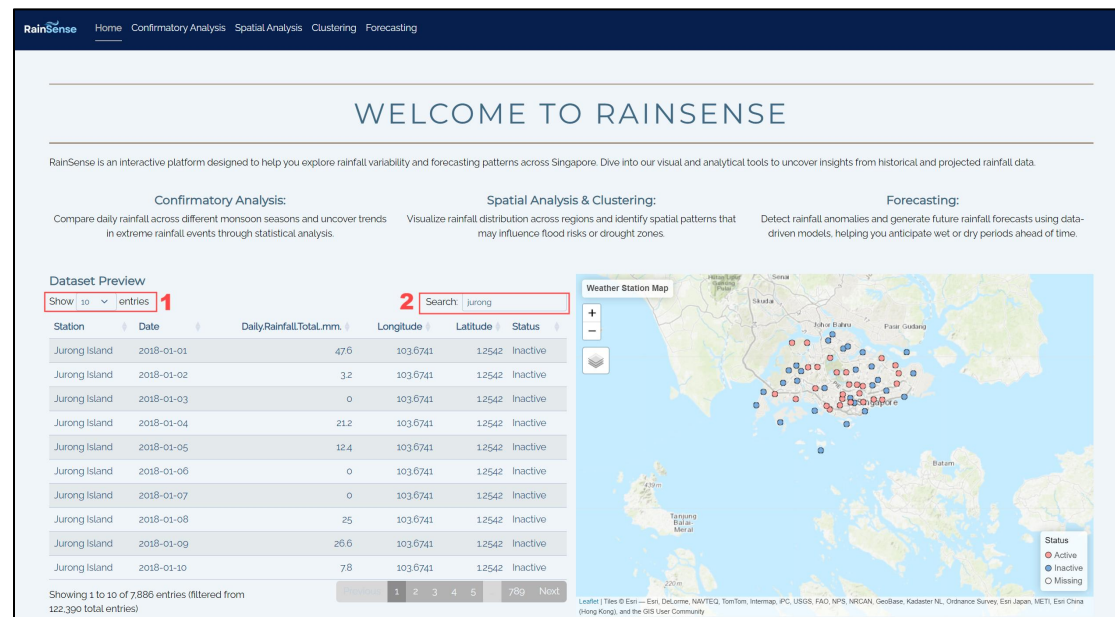 RainSense Home Confirmatory Analysis Spatial Analysis Clustering Forecasting
WELCOME TO RAINSENSE
RainSense is an interactive platform designed to help you explore rainfall variability and forecasting patterns across Singapore. Dive into our visual and analytical tools to uncover insights from historical and projected rainfall data.
Confirmatory Analysis:
Compare daily rainfall across different monsoon seasons and uncover trends
in extreme rainfall events through statistical analysis.
Spatial Analysis & Clustering:
Visualize rainfall distribution across regions and identify spatial patterns that
may influence flood risks or drought zones.
Forecasting:
Detect rainfall anomalies and generate future rainfall forecasts using data-
driven models, helping you anticipate wet or dry periods ahead of time.
Dataset Preview
Show 10 entries 1
2 Search: jurong
Station Date Daily.Rainfall.Total.mm. Longitude Latitude Status
Jurong Island 2018-01-01 47.6 103.6741 1.2542 Inactive
Jurong Island 2018-01-02 3.2 103.6741 1.2542 Inactive
Jurong Island 2018-01-03 0 103.6741 1.2542 Inactive
Jurong Island 2018-01-04 21.2 103.6741 1.2542 Inactive
Jurong Island 2018-01-05 12.4 103.6741 1.2542 Inactive
Jurong Island 2018-01-06 0 103.6741 1.2542 Inactive
Jurong Island 2018-01-07 0 103.6741 1.2542 Inactive
Jurong Island 2018-01-08 25 103.6741 1.2542 Inactive
Jurong Island 2018-01-09 26.6 103.6741 1.2542 Inactive
Jurong Island 2018-01-10 7.8 103.6741 1.2542 Inactive
Showing 1 to 10 of 7,886 entries (filtered from
122,390 total entries)
Previous 1 2 3 4 5 … 789 Next
Weather Station Map
+
−
Senai
Skudai
Johor Bahru
Pasir Gudang
Singapore
Batam
439m
Tanjung
Balai-
Meral
220 m
Status
Active
Inactive
Missing
Leaflet | Tiles © Esri — Esri, DeLorme, NAVTEQ, TomTom, Intermap, iPC, USGS, FAO, NPS, NRCAN, GeoBase, Kadaster NL, Ordnance Survey, Esri Japan, METI, Esri China
(Hong Kong), and the GIS User Community